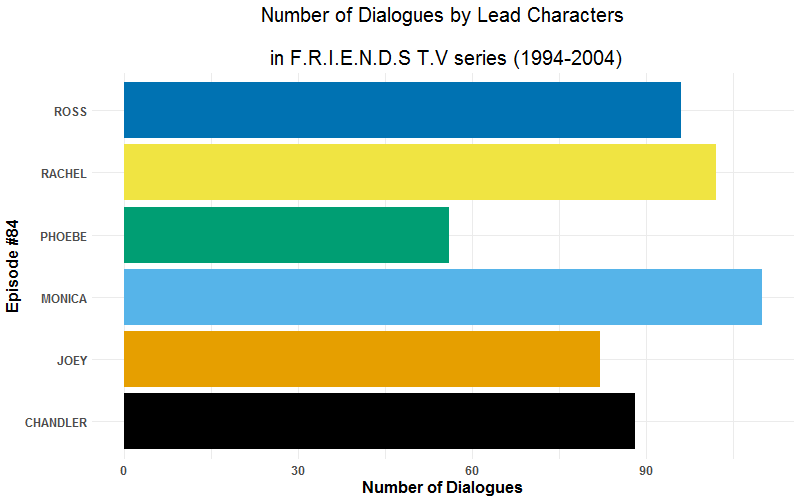 Number of Dialogues by Lead Characters
in F.R.I.E.N.D.S T.V series (1994-2004)
Episode #84
ROSS
RACHEL
PHOEBE
MONICA
JOEY
CHANDLER
0 30 60 90
Number of Dialogues